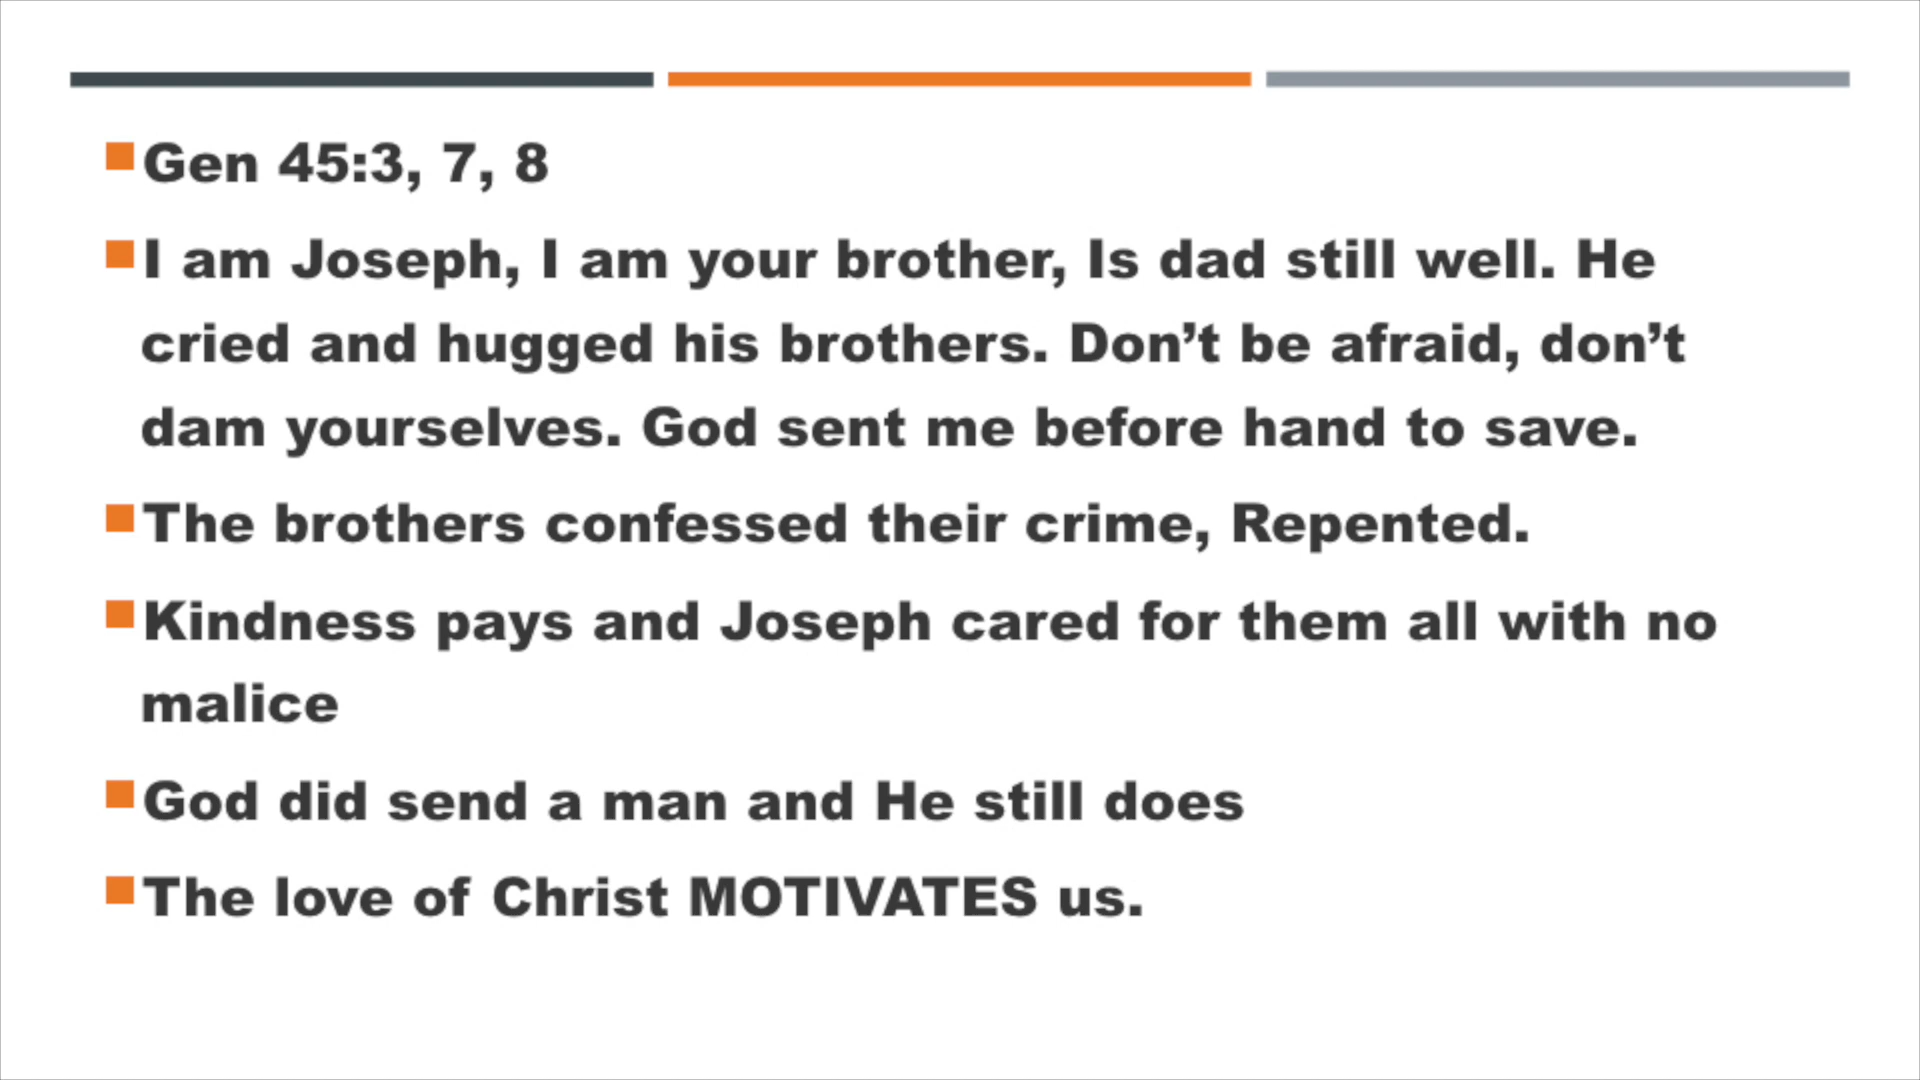 Gen 45:3, 7, 8
I am Joseph, I am your brother, Is dad still well. He
cried and hugged his brothers. Don’t be afraid, don’t
dam yourselves. God sent me before hand to save.
The brothers confessed their crime, Repented.
Kindness pays and Joseph cared for them all with no
malice
God did send a man and He still does
The love of Christ MOTIVATES us.